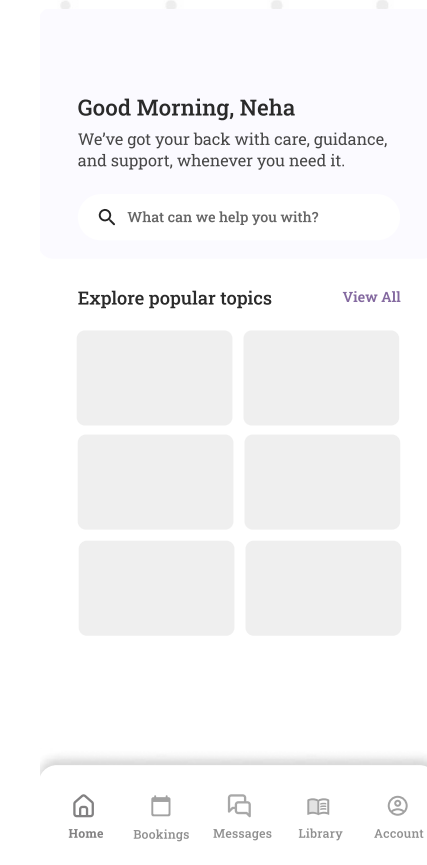 Good Morning, Neha
We’ve got your back with care, guidance,
and support, whenever you need it.
What can we help you with?
Explore popular topics
View All
Home
Bookings
Messages
Library
Account